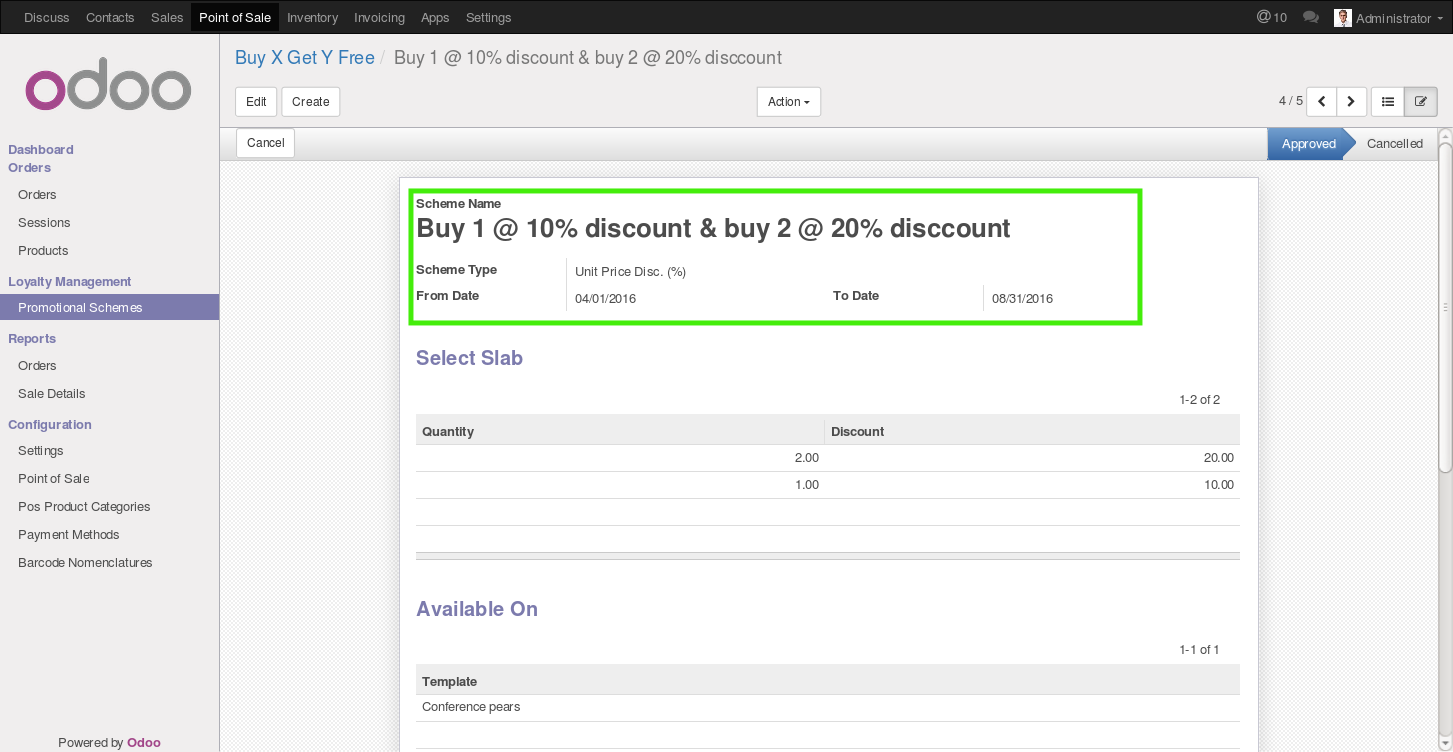 Discuss Contacts Sales Point of Sale Inventory Invoicing Apps Settings @10 Administrator
odoo
Dashboard
Orders
Orders
Sessions
Products
Loyalty Management
Promotional Schemes
Reports
Orders
Sale Details
Configuration
Settings
Point of Sale
Pos Product Categories
Payment Methods
Barcode Nomenclatures
Powered by Odoo
Buy X Get Y Free / Buy 1 @ 10% discount & buy 2 @ 20% disccount
Edit Create Action 4 / 5
Cancel Approved Cancelled
Scheme Name
Buy 1 @ 10% discount & buy 2 @ 20% disccount
Scheme Type Unit Price Disc. (%)
From Date 04/01/2016 To Date 08/31/2016
Select Slab
1-2 of 2
Quantity Discount
2.00 20.00
1.00 10.00
Available On
1-1 of 1
Template
Conference pears